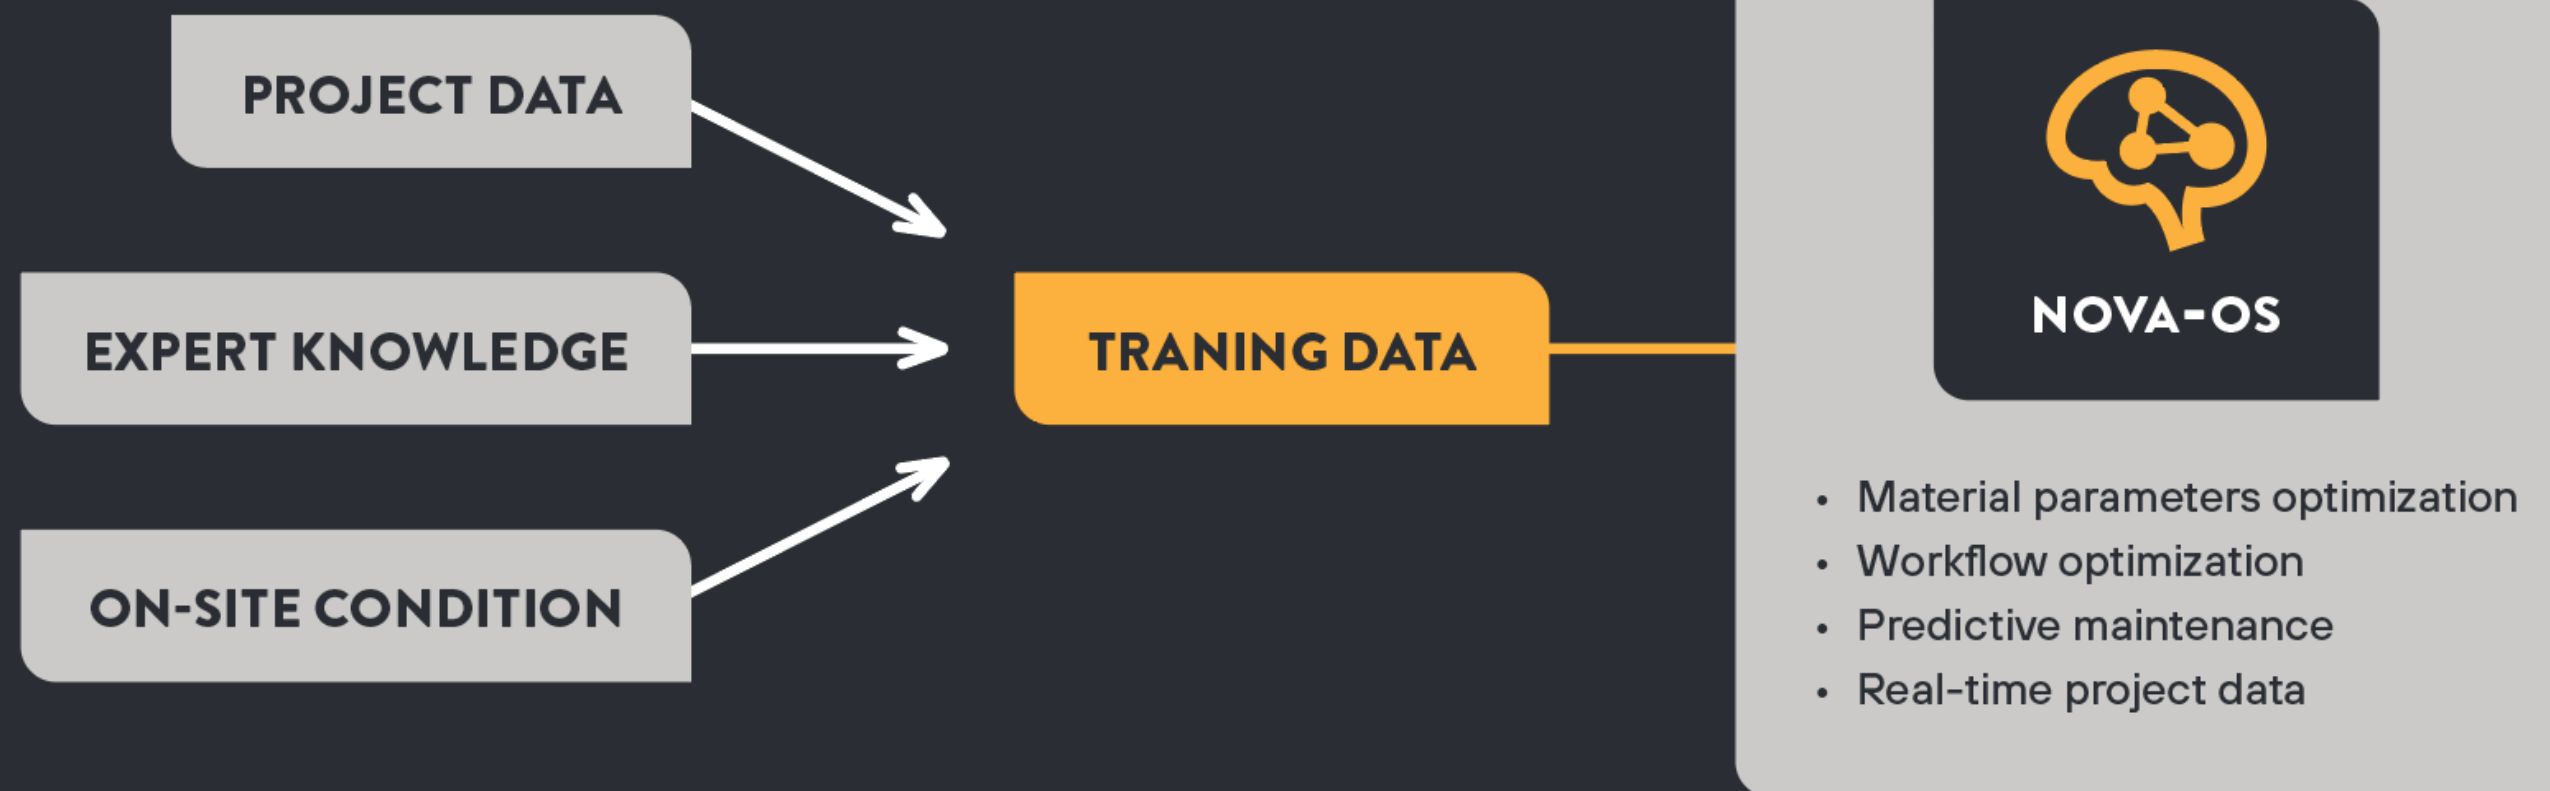 PROJECT DATA
EXPERT KNOWLEDGE
ON-SITE CONDITION
TRANING DATA
NOVA-OS
• Material parameters optimization
• Workflow optimization
• Predictive maintenance
• Real-time project data